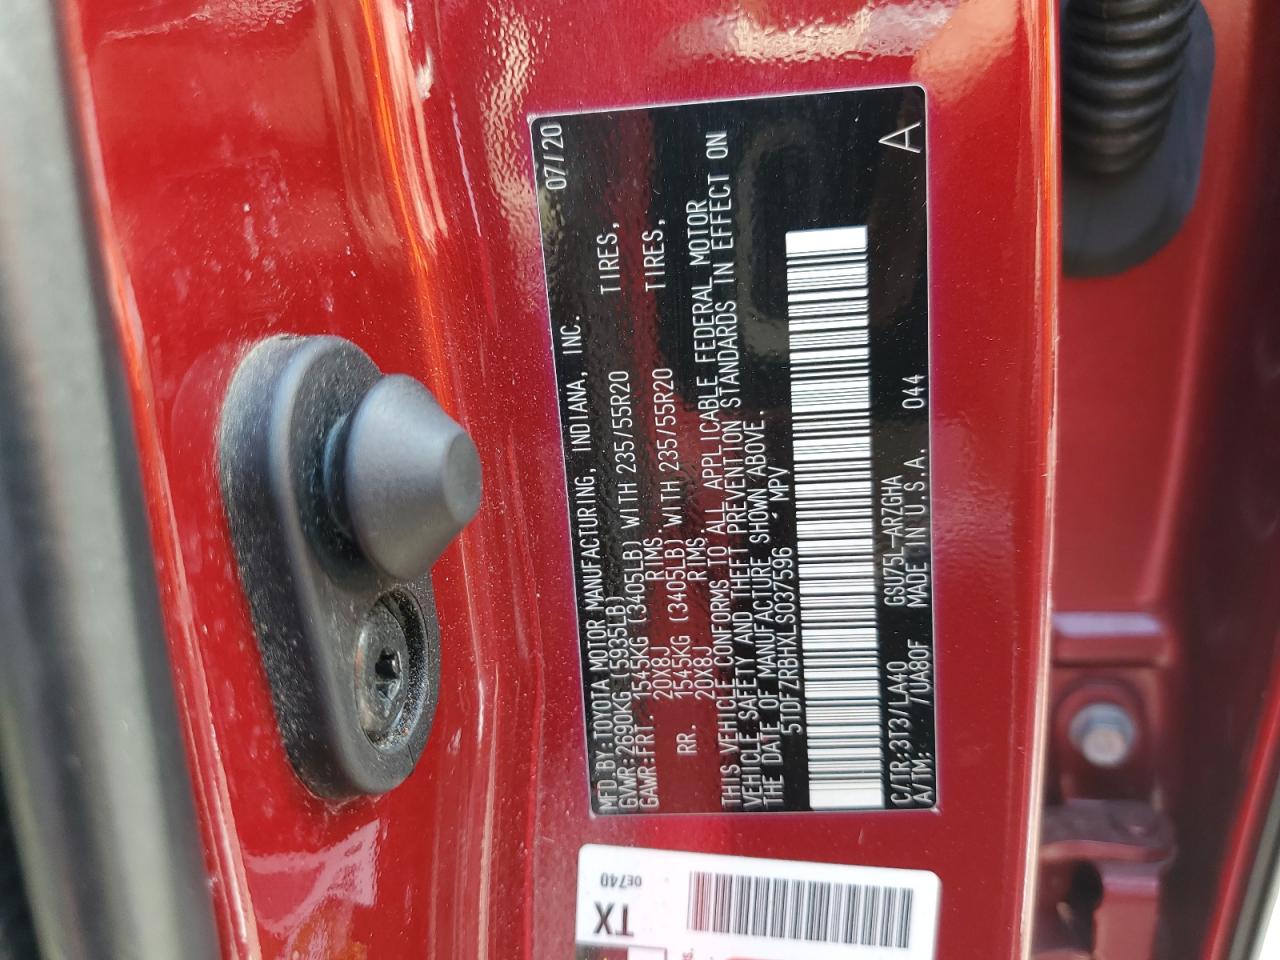 MFD BY:TOYOTA MOTOR MANUFACTURING, INDIANA, INC. 07/20
GVWR:2690KG (5935LB)
GAWR:FRT. 1545KG (3405LB) WITH 235/55R20 TIRES,
20X8J RIMS.
RR. 1545KG (3405LB) WITH 235/55R20 TIRES,
20X8J RIMS.
THIS VEHICLE CONFORMS TO ALL APPLICABLE FEDERAL MOTOR
VEHICLE SAFETY AND THEFT PREVENTION STANDARDS IN EFFECT ON
THE DATE OF MANUFACTURE SHOWN ABOVE.
5TDFZRBHXLS037596 - MPV
C/TR:3T3/LA40 GSU75L-ARZGHA A
A/TM: /UA80F MADE IN U.S.A. 044
0E740
TX